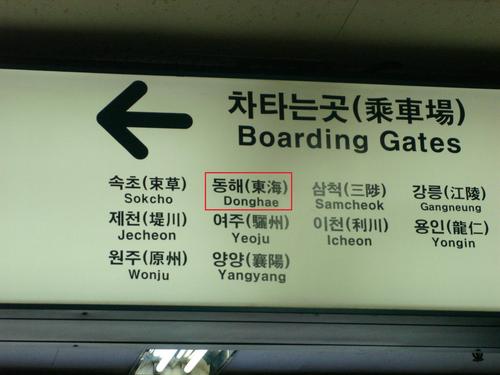 차타는곳(乘車場)
Boarding Gates
속초(束草) 동해(東海) 삼척(三陟) 강릉(江陵)
Sokcho Donghae Samcheok Gangneung
제천(堤川) 여주(驪州) 이천(利川) 용인(龍仁)
Jecheon Yeoju Icheon Yongin
원주(原州) 양양(襄陽)
Wonju Yangyang